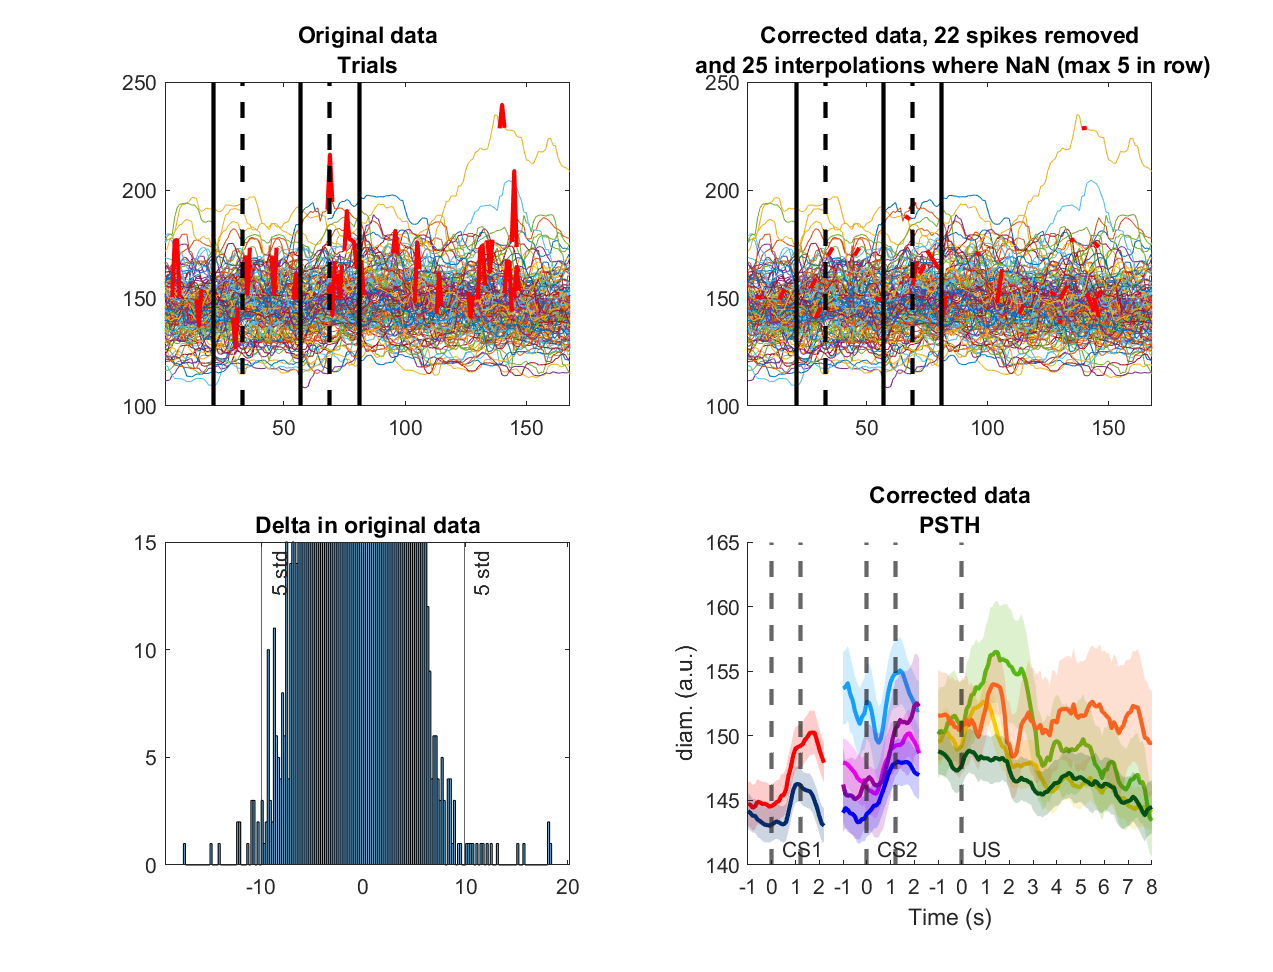 Original data
Trials
250
200
150
100
50
100
150
Corrected data, 22 spikes removed
and 25 interpolations where NaN (max 5 in row)
250
200
150
100
50
100
150
Delta in original data
15
10
5
0
-10
0
10
20
5 std
5 std
Corrected data
PSTH
165
160
155
150
145
140
diam. (a.u.)
CS1
CS2
US
-1 0 1 2 -1 0 1 2 -1 0 1 2 3 4 5 6 7 8
Time (s)